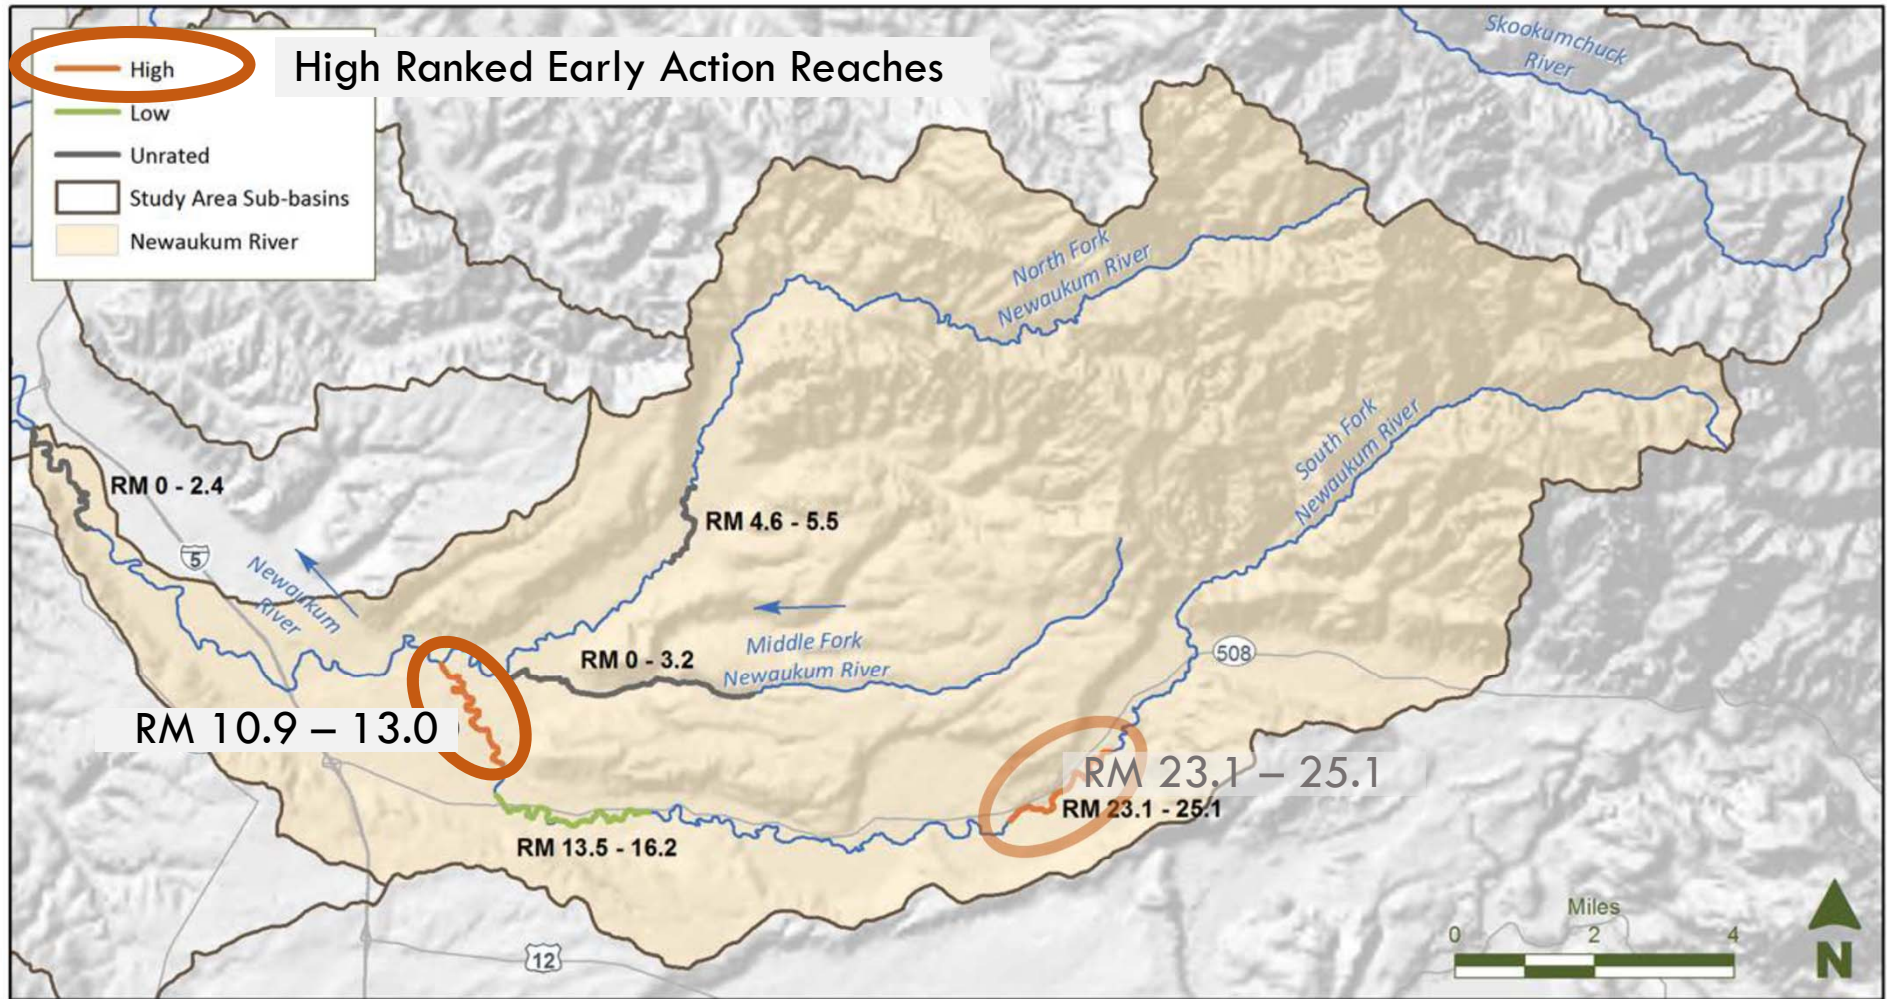 High
High Ranked Early Action Reaches
Low
Unrated
Study Area Sub-basins
Newaukum River
Skookumchuck
River
North Fork
Newaukum River
South Fork
Newaukum River
RM 0 - 2.4
RM 4.6 - 5.5
5
Newaukum
River
Middle Fork
Newaukum River
RM 0 - 3.2
508
RM 10.9 – 13.0
RM 23.1 – 25.1
RM 23.1 - 25.1
RM 13.5 - 16.2
12
Miles
0 2 4
N